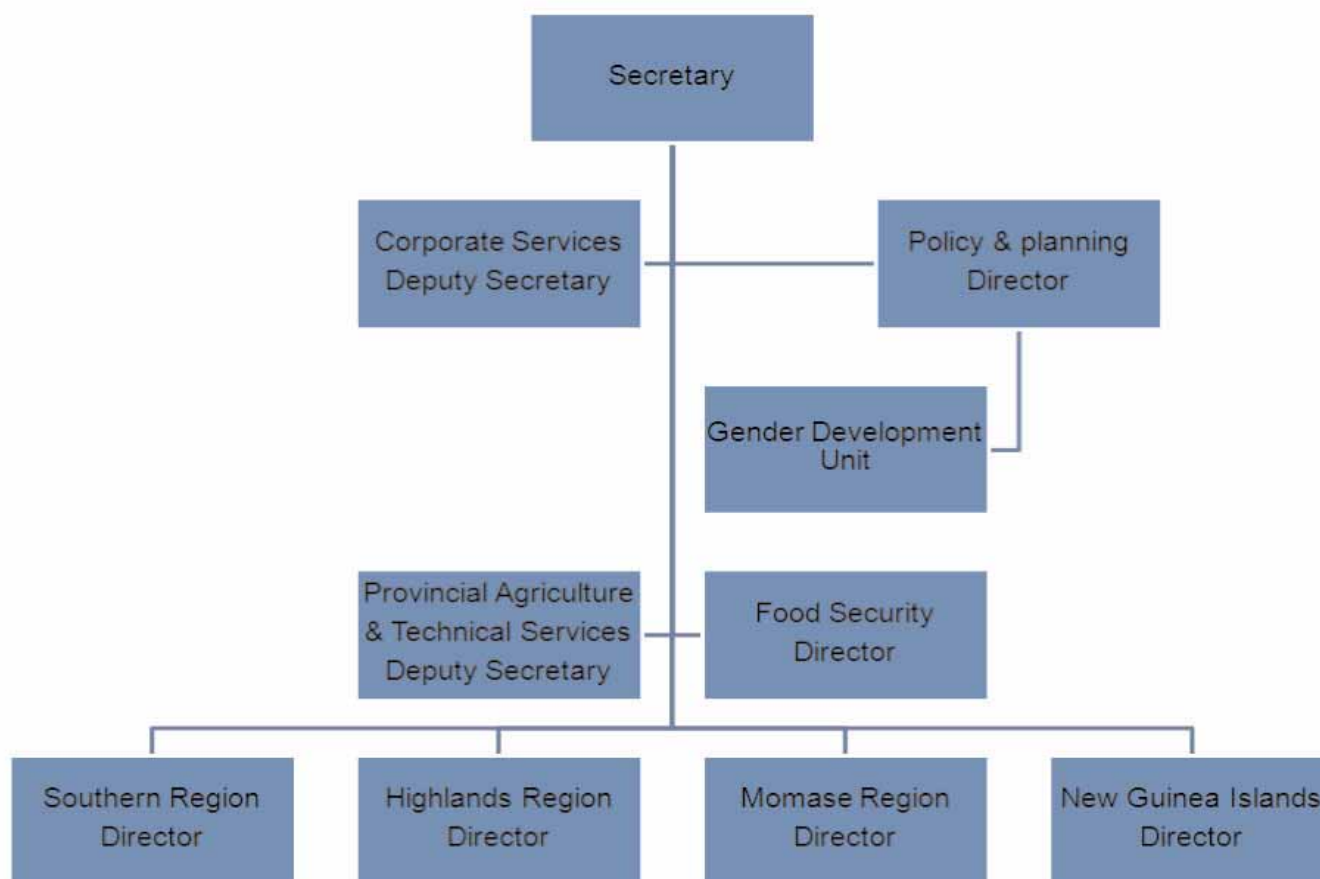 Secretary
Corporate Services
Deputy Secretary
Policy & planning
Director
Gender Development
Unit
Provincial Agriculture
& Technical Services
Deputy Secretary
Food Security
Director
Southern Region
Director
Highlands Region
Director
Momase Region
Director
New Guinea Islands
Director